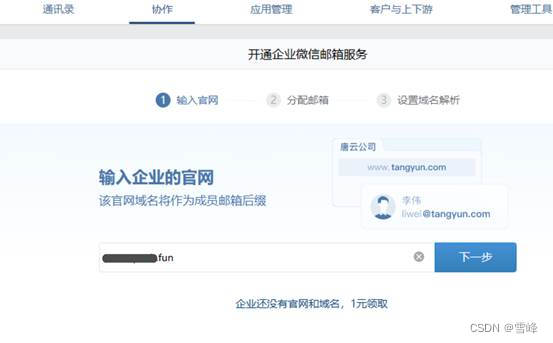 通讯录 协作 应用管理 客户与上下游 管理工具
开通企业微信邮箱服务
1 输入官网 2 分配邮箱 3 设置域名解析
唐云公司
www.tangyun.com
输入企业的官网
李伟
该官网域名将作为成员邮箱后缀
liwei@tangyun.com
.fun
下一步
企业还没有官网和域名，1元领取
CSDN @雪峰